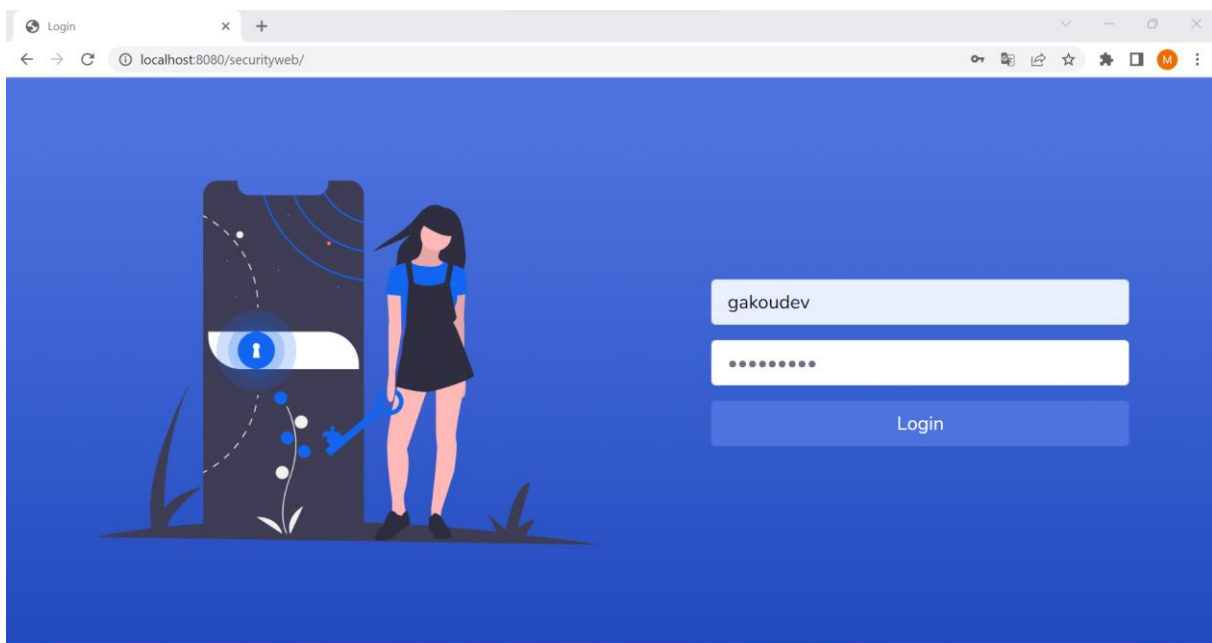 Login
localhost:8080/securityweb/
M
gakoudev
•••••••••
Login